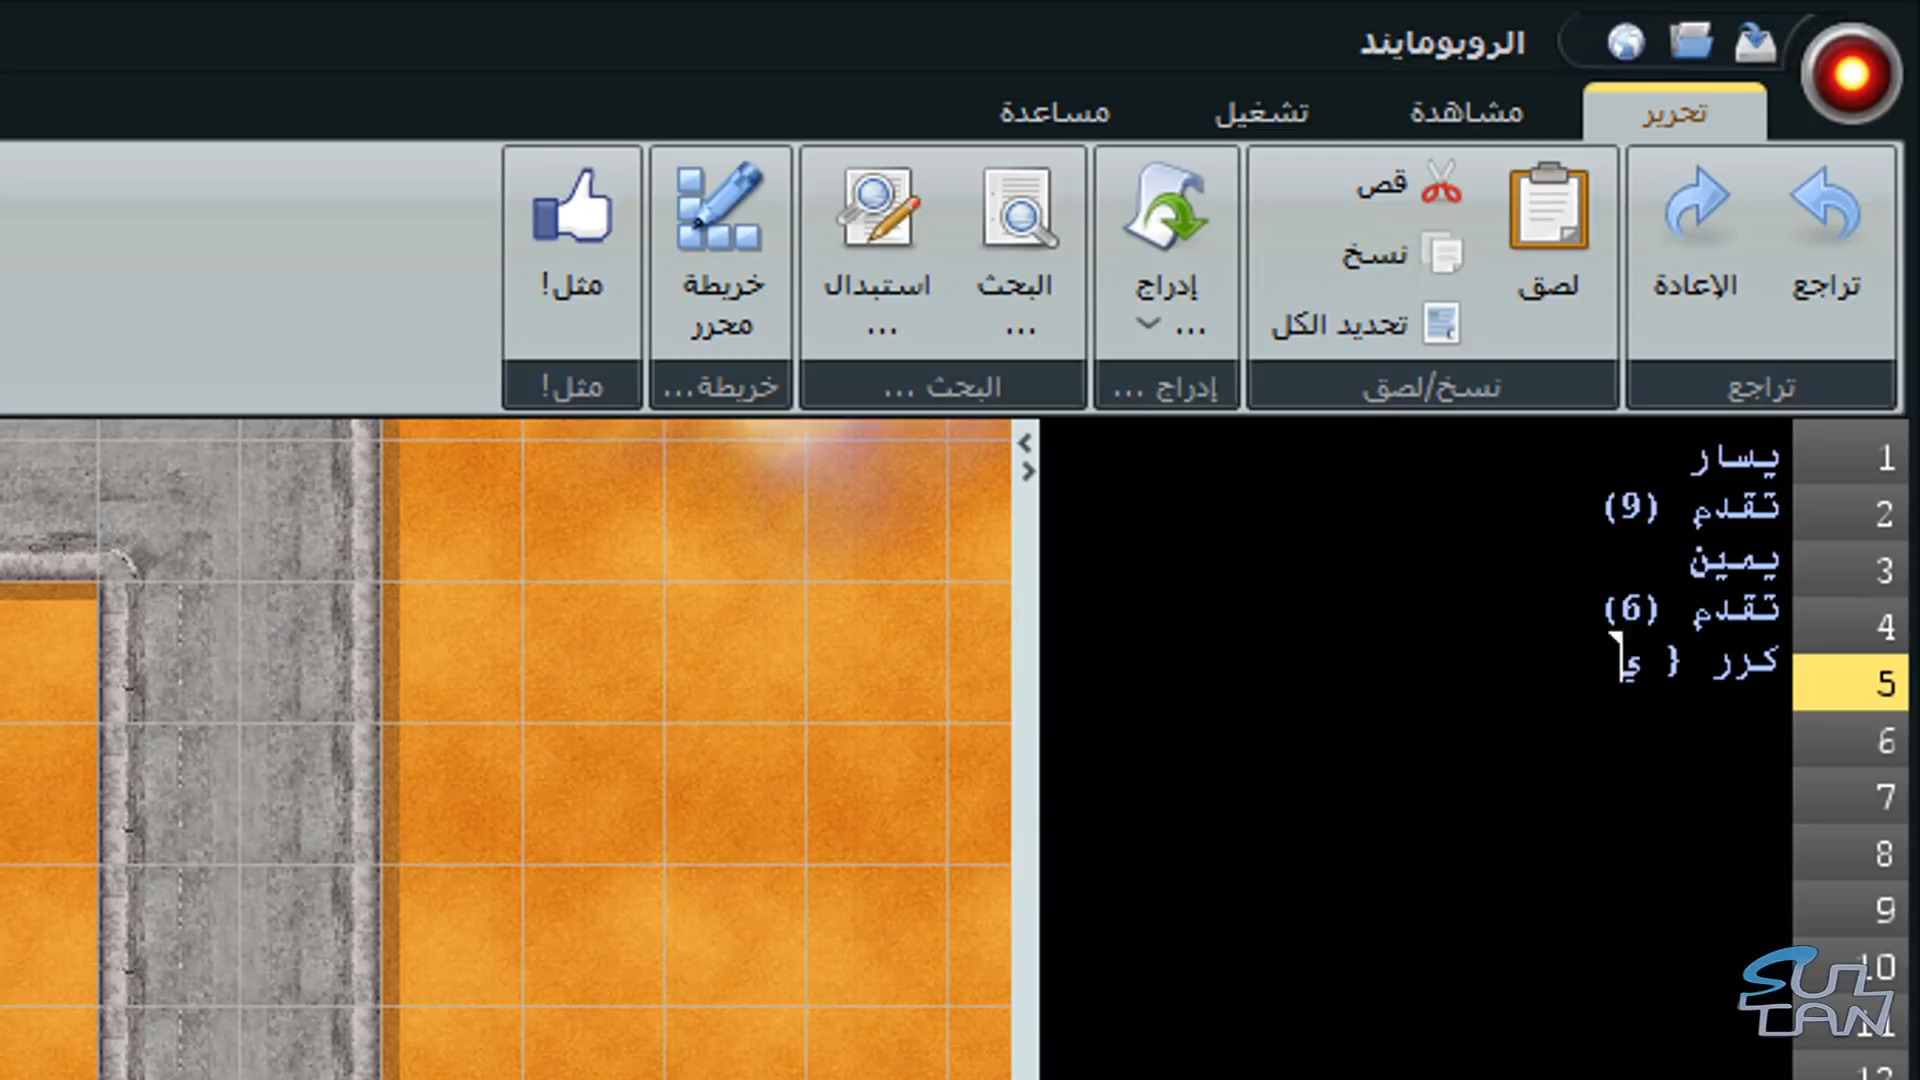 الروبومايند
تحرير
مشاهدة
تشغيل
مساعدة
تراجع
الإعادة
تراجع
لصق
قص
نسخ
تحديد الكل
نسخ/لصق
إدراج
...
إدراج ...
البحث
...
استبدال
...
البحث ...
خريطة
محرر
خريطة...
مثل!
مثل!
1 يسار
2 تقدم (9)
3 يمين
4 تقدم (6)
5 كرر { ي
6
7
8
9
10
11
12
SULTAN